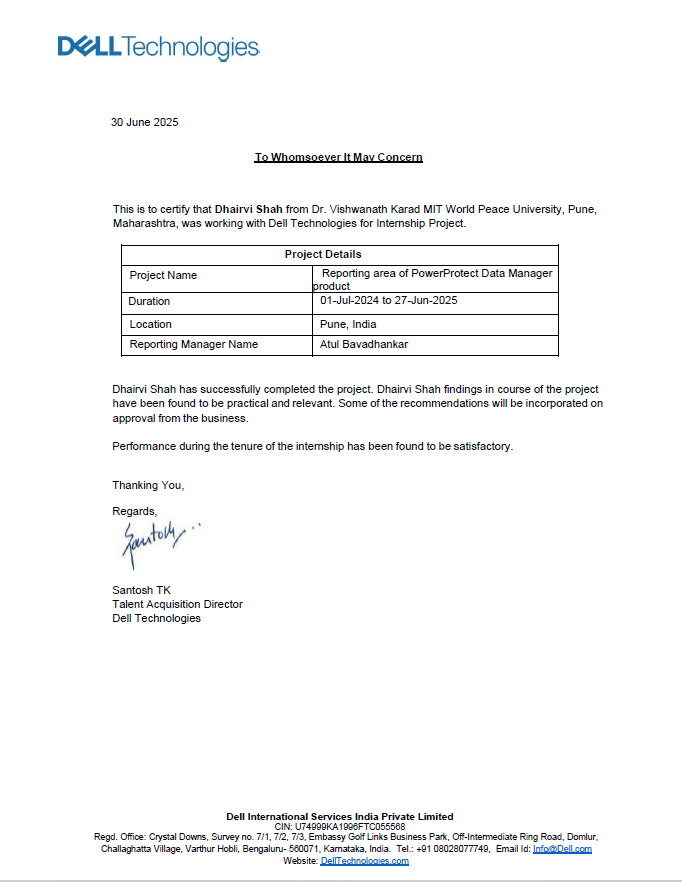 DELL Technologies
30 June 2025
To Whomsoever It May Concern
This is to certify that Dhairvi Shah from Dr. Vishwanath Karad MIT World Peace University, Pune,
Maharashtra, was working with Dell Technologies for Internship Project.
Project Details
Project Name Reporting area of PowerProtect Data Manager
product
Duration 01-Jul-2024 to 27-Jun-2025
Location Pune, India
Reporting Manager Name Atul Bavadhankar
Dhairvi Shah has successfully completed the project. Dhairvi Shah findings in course of the project
have been found to be practical and relevant. Some of the recommendations will be incorporated on
approval from the business.
Performance during the tenure of the internship has been found to be satisfactory.
Thanking You,
Regards,
Santosh
Santosh TK
Talent Acquisition Director
Dell Technologies
Dell International Services India Private Limited
CIN: U74999KA1996FTC055568
Regd. Office: Crystal Downs, Survey no. 7/1, 7/2, 7/3, Embassy Golf Links Business Park, Off-Intermediate Ring Road, Domlur,
Challaghatta Village, Varthur Hobli, Bengaluru- 560071, Karnataka, India. Tel.: +91 08028077749, Email Id: Info@Dell.com
Website: DellTechnologies.com